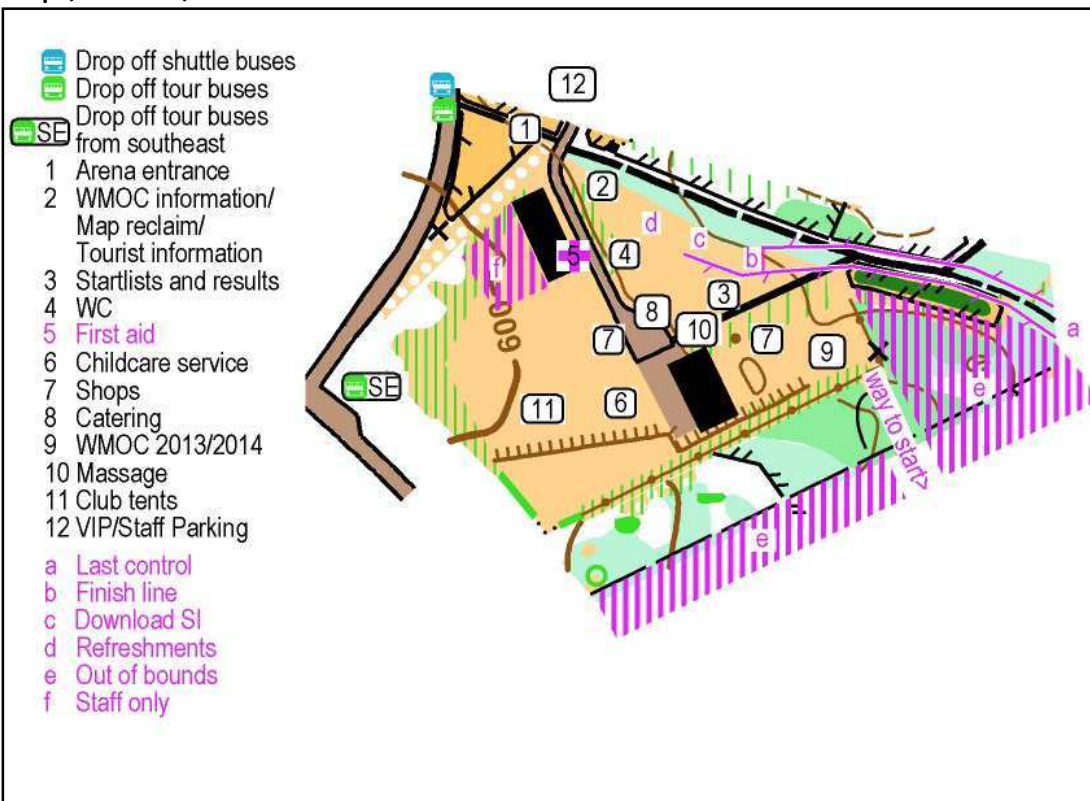 Drop off shuttle buses
Drop off tour buses
Drop off tour buses
SE
from southeast
1 Arena entrance
2 WMOC information/
Map reclaim/
Tourist information
3 Startlists and results
4 WC
5 First aid
6 Childcare service
7 Shops
8 Catering
9 WMOC 2013/2014
10 Massage
11 Club tents
12 VIP/Staff Parking
a Last control
b Finish line
c Download SI
d Refreshments
e Out of bounds
f Staff only
12
1
2
d
c
b
5
4
f
3
8
a
600
7
10
7
9
e
SE
11
6
way to start>
e